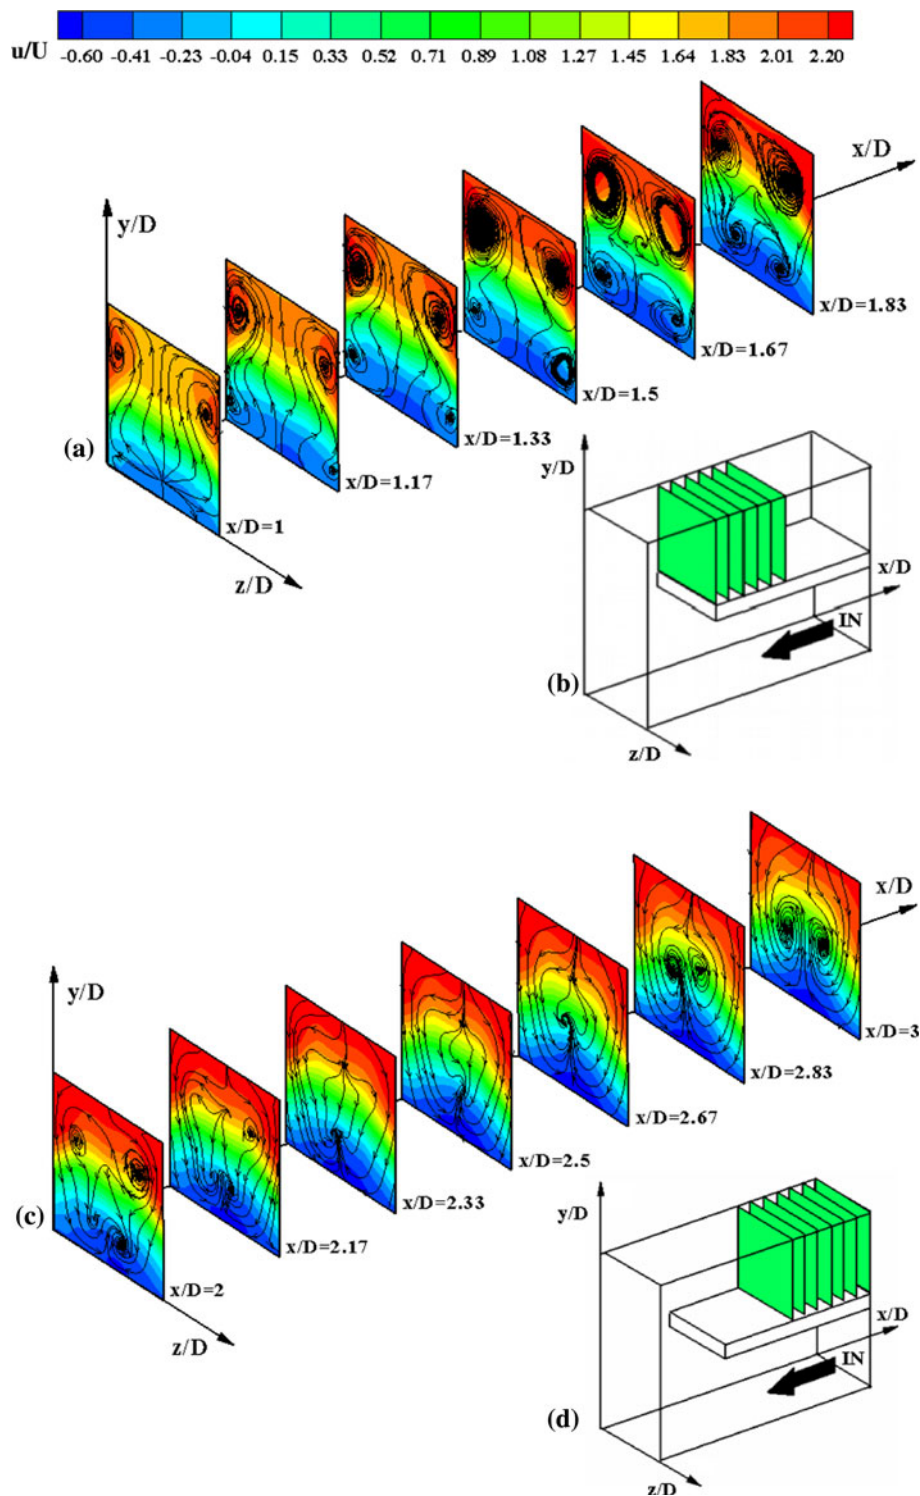 u/U -0.60 -0.41 -0.23 -0.04 0.15 0.33 0.52 0.71 0.89 1.08 1.27 1.45 1.64 1.83 2.01 2.20
x/D
y/D
x/D=1.83
x/D=1.67
x/D=1.5
x/D=1.33
x/D=1.17
x/D=1
(a)
z/D
y/D
x/D
IN
(b)
z/D
x/D
y/D
x/D=3
x/D=2.83
x/D=2.67
x/D=2.5
x/D=2.33
x/D=2.17
x/D=2
(c)
z/D
y/D
x/D
IN
(d)
z/D